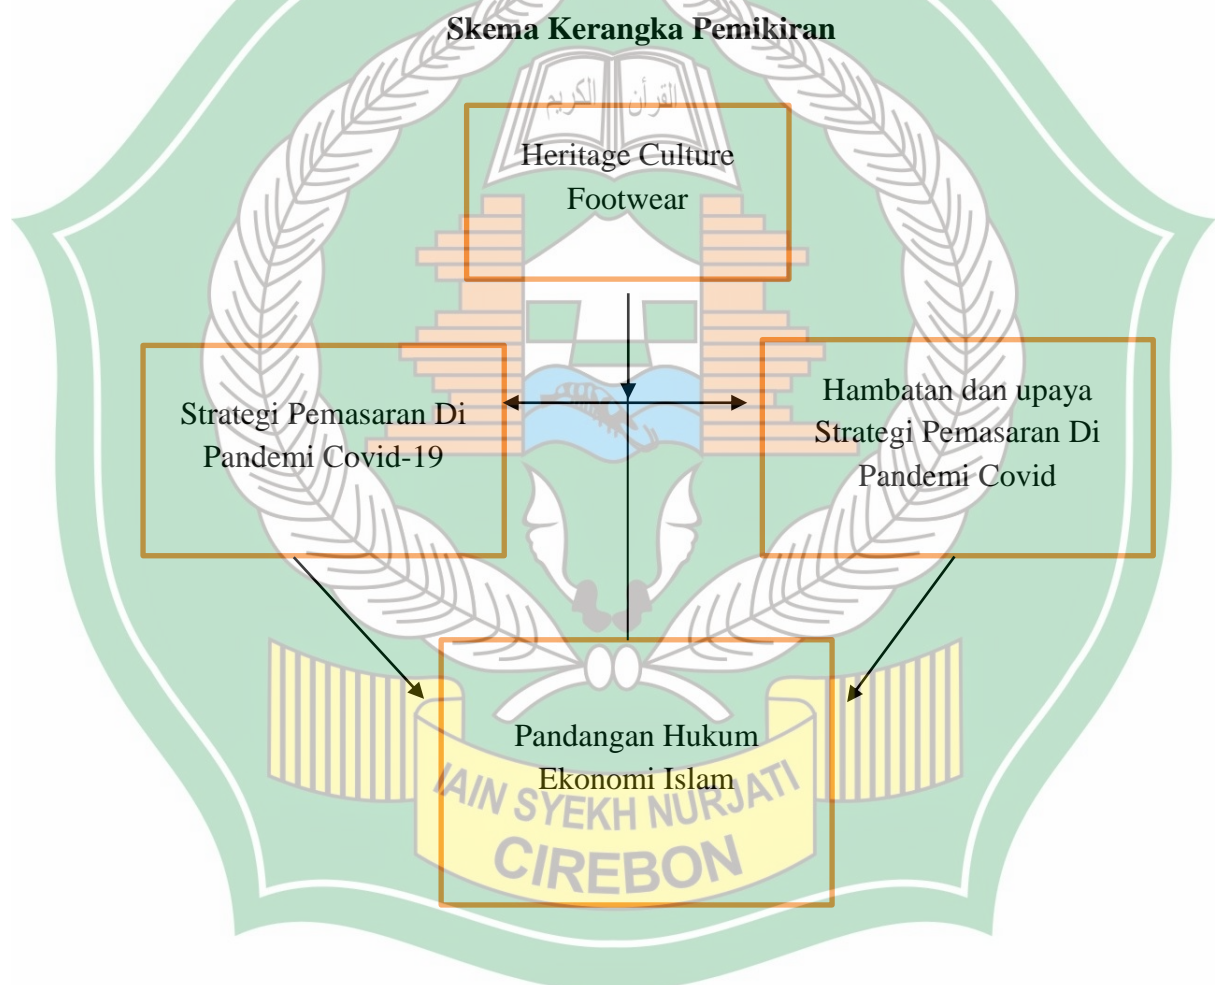 Skema Kerangka Pemikiran
القرآن الكريم
Heritage Culture
Footwear
Strategi Pemasaran Di
Pandemi Covid-19
Hambatan dan upaya
Strategi Pemasaran Di
Pandemi Covid
Pandangan Hukum
Ekonomi Islam
IAIN SYEKH NURJATI
CIREBON